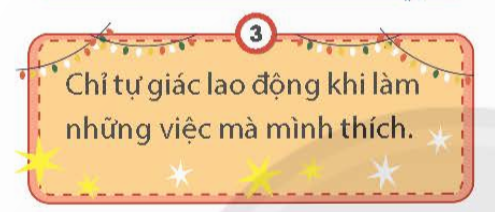 3
Chỉ tự giác lao động khi làm
những việc mà mình thích.